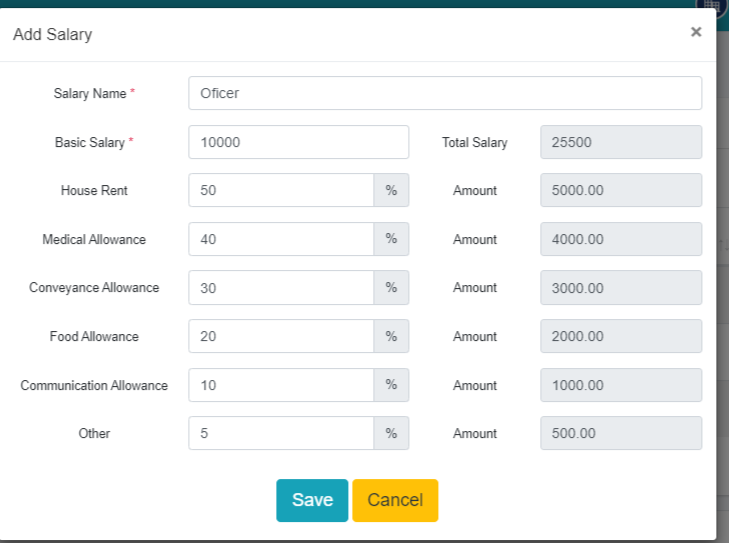 Add Salary ×
Salary Name * Oficer
Basic Salary * 10000 Total Salary 25500
House Rent 50 % Amount 5000.00
Medical Allowance 40 % Amount 4000.00
Conveyance Allowance 30 % Amount 3000.00
Food Allowance 20 % Amount 2000.00
Communication Allowance 10 % Amount 1000.00
Other 5 % Amount 500.00
Save Cancel